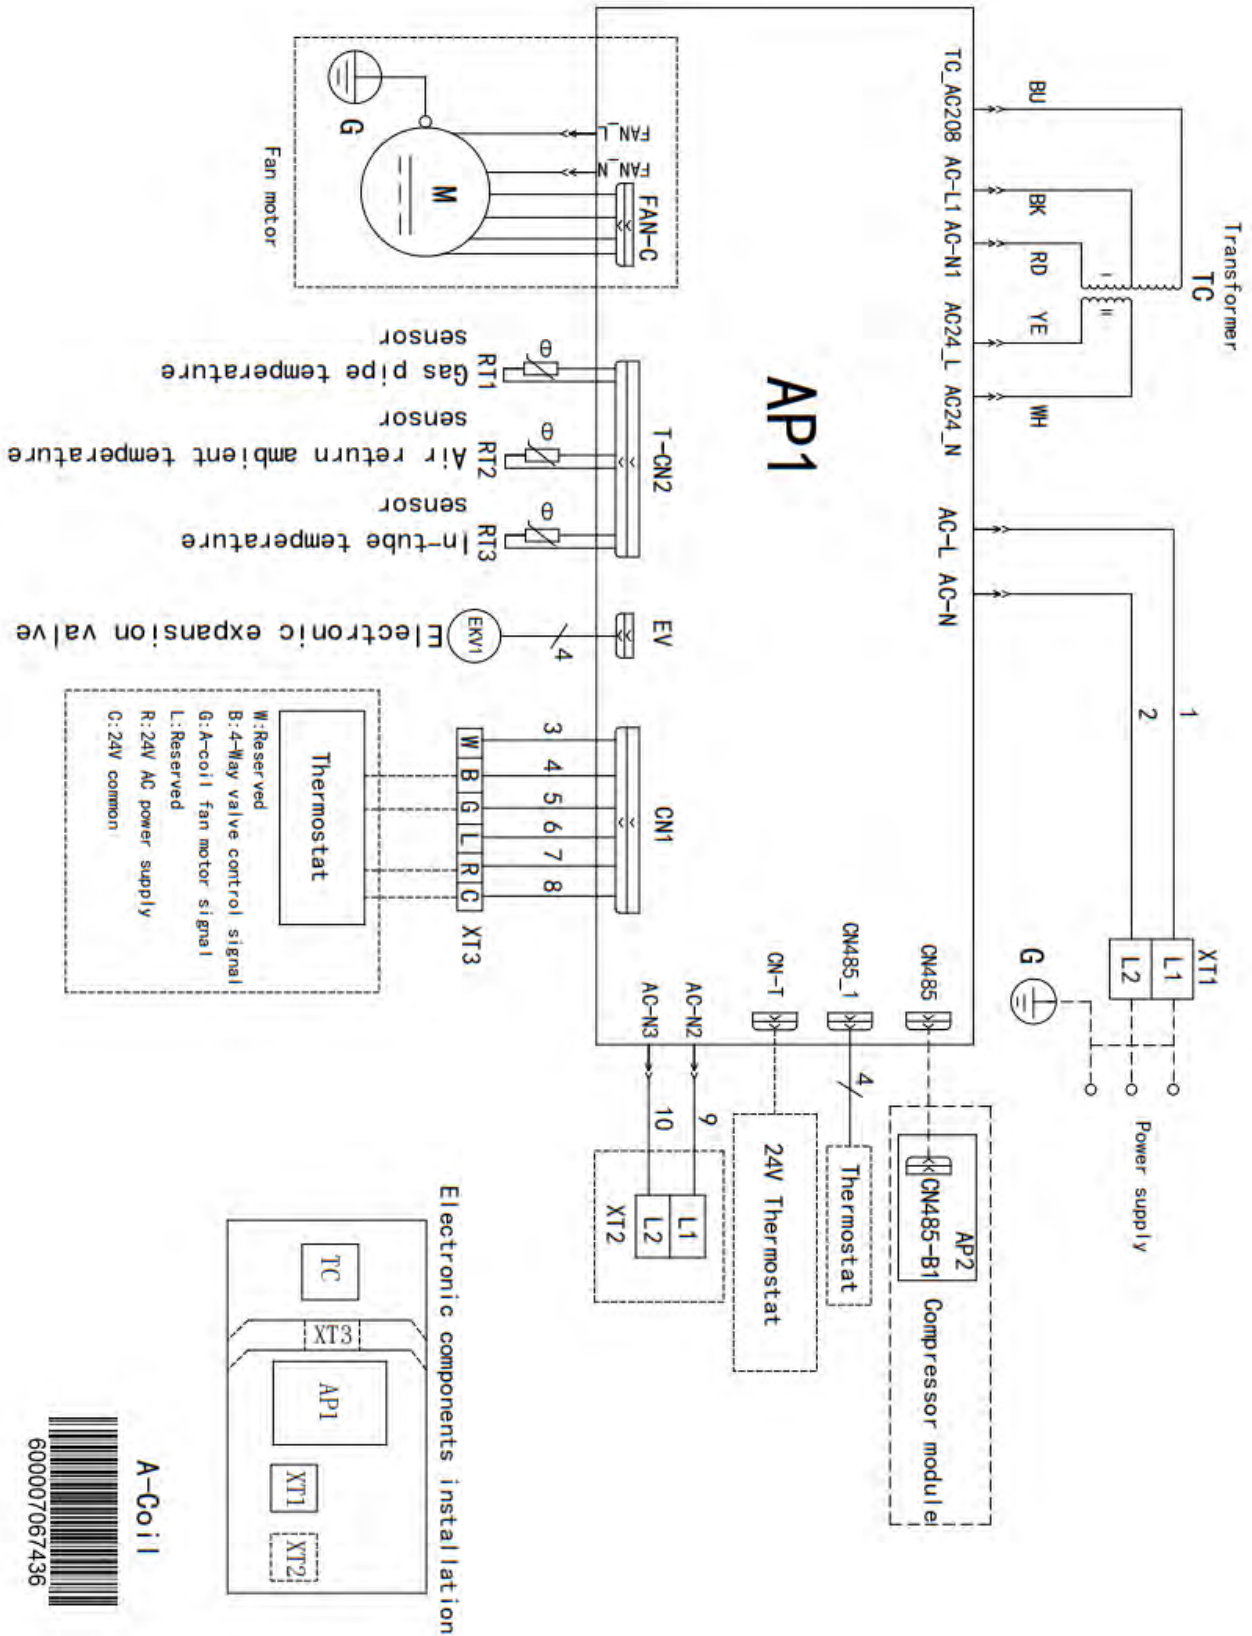 Transformer
TC
I
II
BU
BK
RD
YE
WH
TC_AC208
AC-L1
AC-N1
AC24_L
AC24_N
AC-L
AC-N
1
2
XT1
L1
L2
G
Power supply
AP1
FAN_L
FAN_N
FAN-C
M
G
Fan motor
T-CN2
θ
RT1
Gas pipe temperature
sensor
θ
RT2
Air return ambient temperature
sensor
θ
RT3
In-tube temperature
sensor
EV
4
EKV1
Electronic expansion valve
CN1
3
4
5
6
7
8
W
B
G
L
R
C
XT3
Thermostat
W:Reserved
B:4-Way valve control signal
G:A-coil fan motor signal
L:Reserved
R:24V AC power supply
C:24V common
CN485
CN485_1
CN-T
AC-N2
AC-N3
AP2
CN485-B1
Compressor module
4
Thermostat
24V Thermostat
9
10
L1
L2
XT2
Electronic components installation
TC
XT3
AP1
XT1
XT2
A-Coil
600007067436